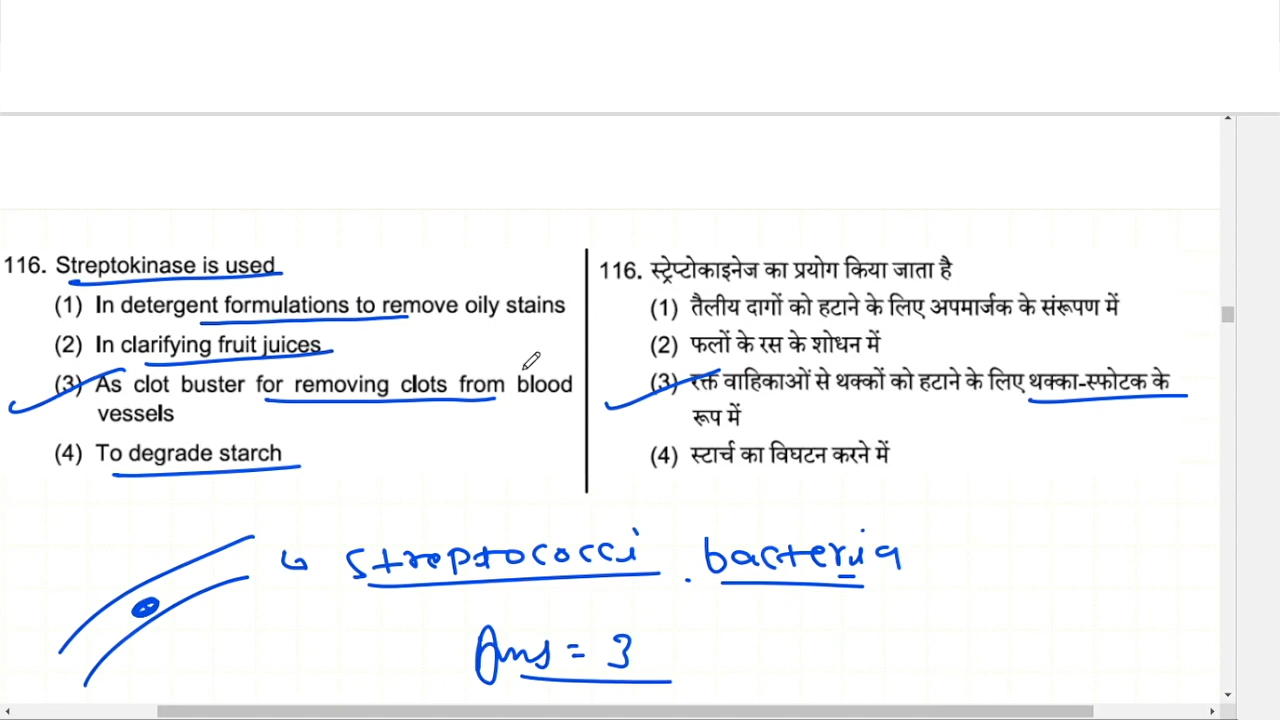 116. Streptokinase is used
(1) In detergent formulations to remove oily stains
(2) In clarifying fruit juices
(3) As clot buster for removing clots from blood
vessels
(4) To degrade starch
116. स्ट्रेप्टोकाइनेज का प्रयोग किया जाता है
(1) तैलीय दागों को हटाने के लिए अपमार्जक के संरूपण में
(2) फलों के रस के शोधन में
(3) रक्त वाहिकाओं से थक्कों को हटाने के लिए थक्का-स्फोटक के
रूप में
(4) स्टार्च का विघटन करने में
streptococci bacteria
Ans = 3